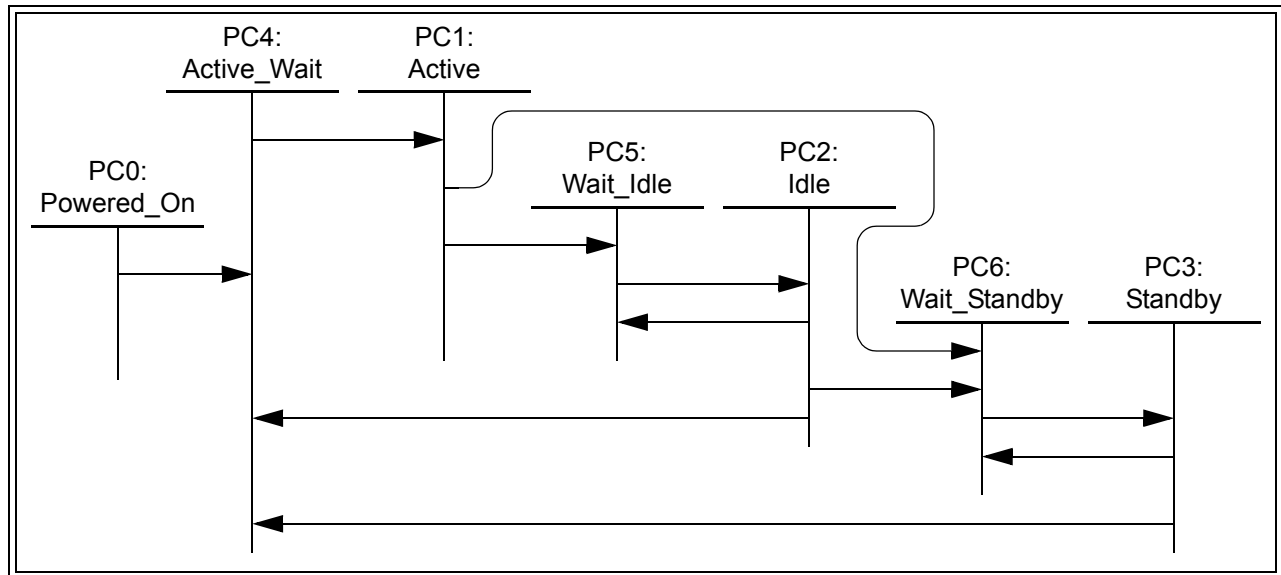 PC4:
Active_Wait
PC1:
Active
PC5:
Wait_Idle
PC2:
Idle
PC0:
Powered_On
PC6:
Wait_Standby
PC3:
Standby